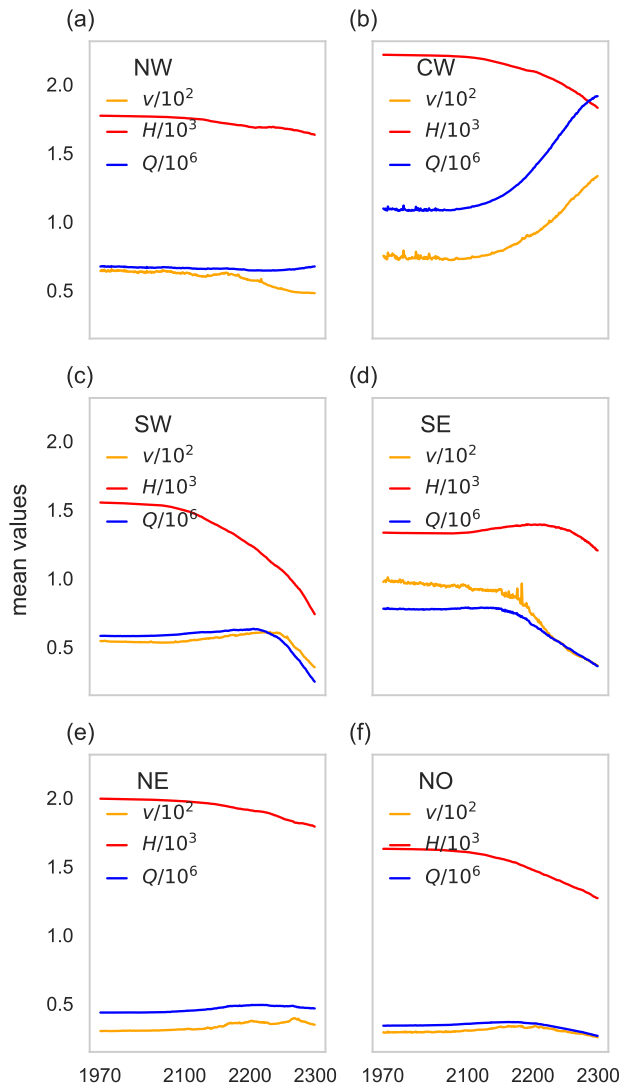 (a)
(b)
NW
v/10²
H/10³
Q/10⁶
CW
v/10²
H/10³
Q/10⁶
2.0
1.5
1.0
0.5
(c)
(d)
SW
v/10²
H/10³
Q/10⁶
SE
v/10²
H/10³
Q/10⁶
2.0
1.5
1.0
0.5
mean values
(e)
(f)
NE
v/10²
H/10³
Q/10⁶
NO
v/10²
H/10³
Q/10⁶
2.0
1.5
1.0
0.5
1970 2100 2200 2300
1970 2100 2200 2300